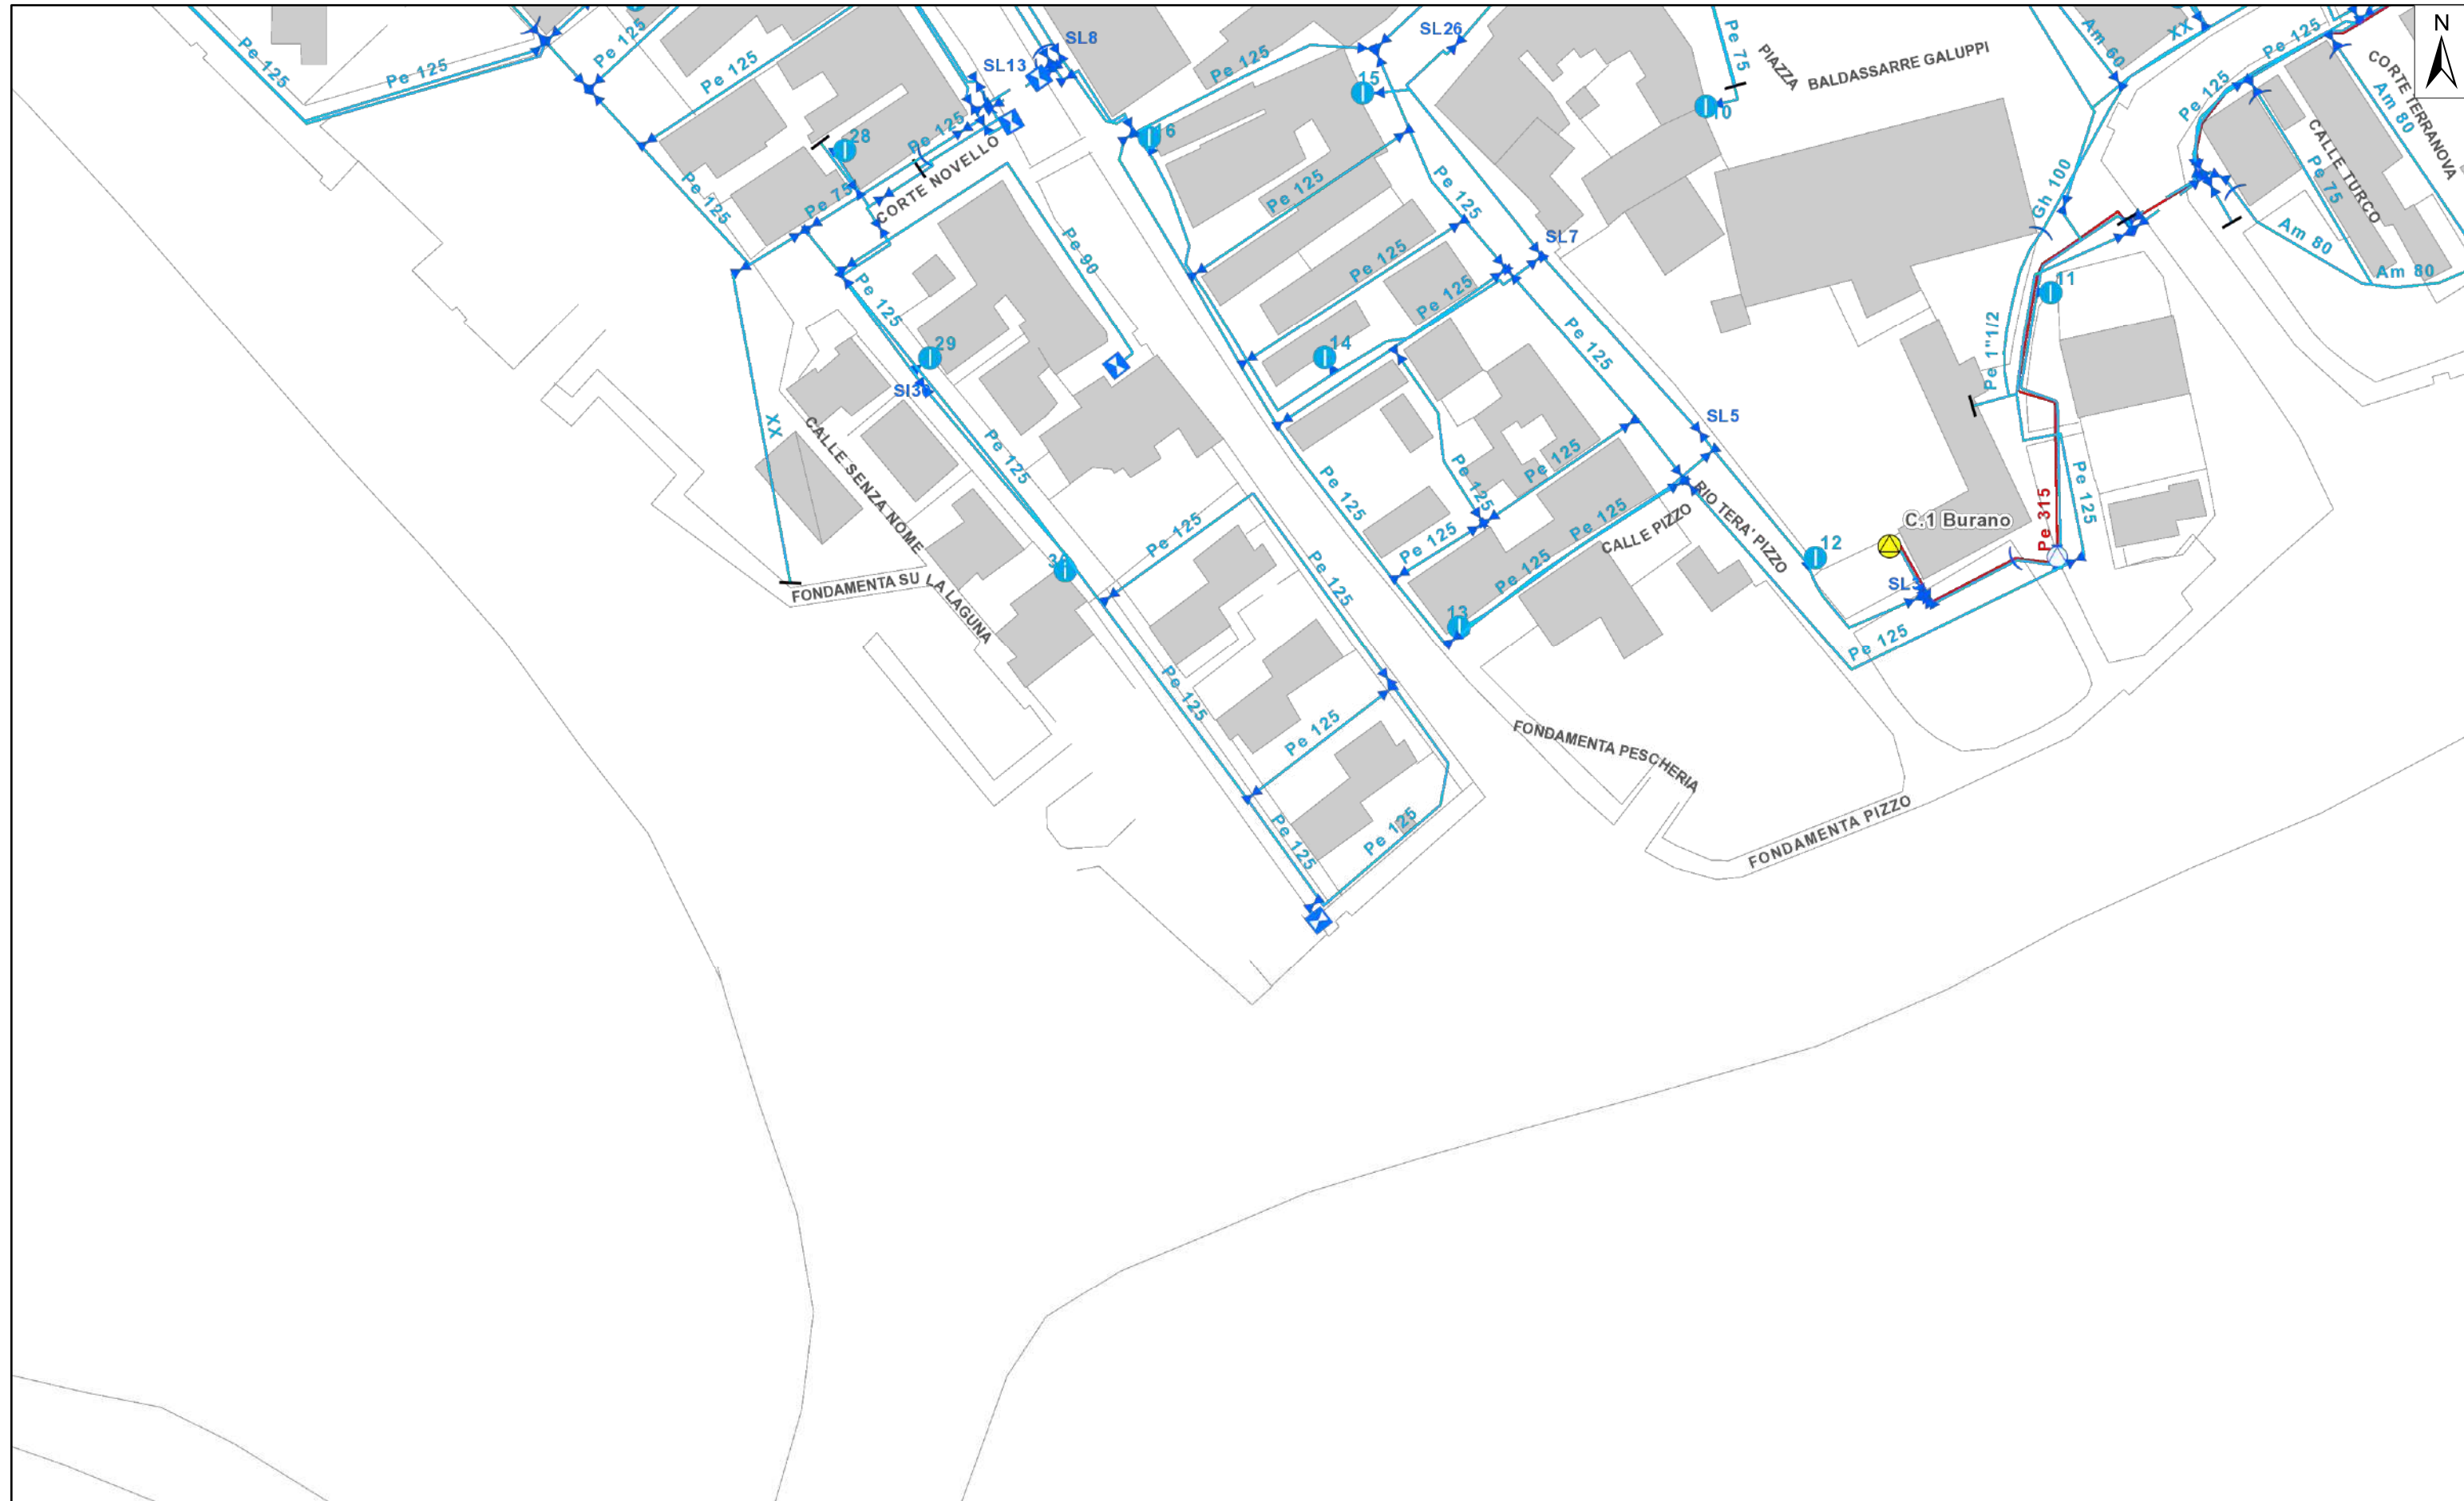 N
SL8
SL26
SL13
Pe 125
Pe 125
Pe 125
Pe 125
Pe 125
15
Pe 75
PIAZZA
BALDASSARRE GALUPPI
10
Am 60
XX
Pe 125
CORTE TERRANOVA
Am 80
Pe 125
CALLE TURCO
Pe 75
28
Pe 125
16
CORTE NOVELLO
Pe 75
Pe 125
Pe 90
Pe 125
Pe 125
Gh 100
SL7
Am 80
Am 80
11
Pe 125
Pe 125
Pe 125
29
14
Pe 125
Pe 1"1/2
XX
CALLE SENZA NOME
Pe 125
SL5
Pe 125
Pe 125
Pe 125
Pe 125
Pe 125
RIO TERA' PIZZO
CALLE PIZZO
Pe 125
Pe 125
Pe 125
C.1 Burano
Pe 315
Pe 125
12
FONDAMENTA SU LA LAGUNA
Pe 125
13
Pe 125
Pe 125
Pe 125
FONDAMENTA PESCHERIA
Pe 125
Pe 125
FONDAMENTA PIZZO